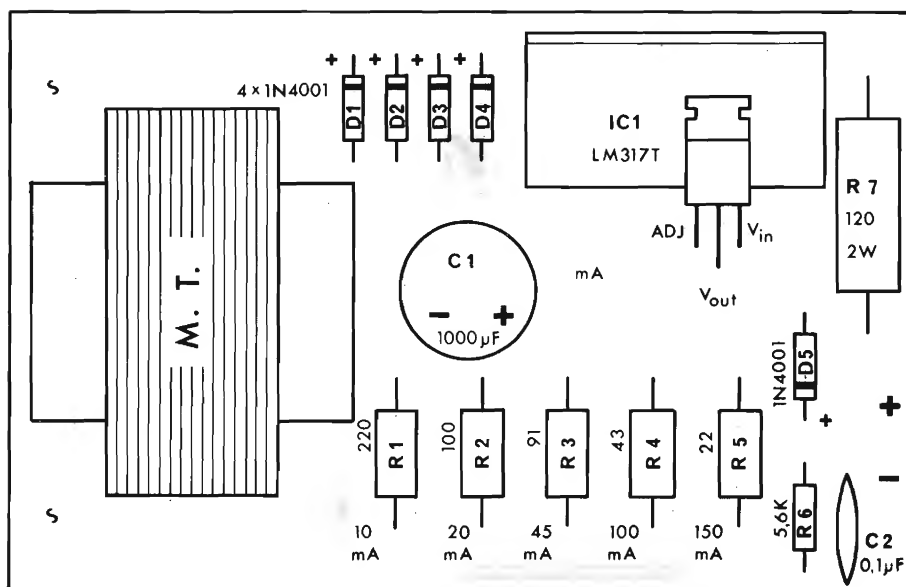 + + + +
4×1N4001
D1 D2 D3 D4
IC1
LM317T
ADJ
Vin
Vout
R 7
120
2W
S
M. T.
C1
− +
1000µF
mA
1N4001
D5
+
+
−
220
R1
10
mA
100
R2
20
mA
91
R3
45
mA
43
R4
100
mA
22
R5
150
mA
5,6K
R6
C2
0,1µF
S